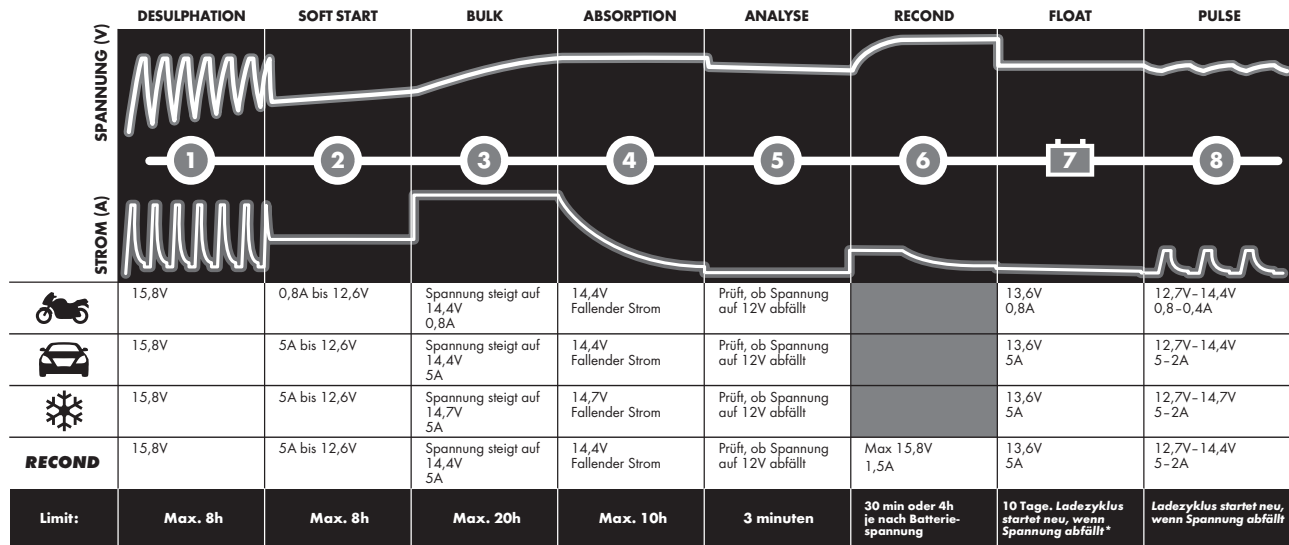 DESULPHATION SOFT START BULK ABSORPTION ANALYSE RECOND FLOAT PULSE
SPANNUNG (V)
1 2 3 4 5 6 7 8
STROM (A)
15,8V 0,8A bis 12,6V Spannung steigt auf 14,4V Prüft, ob Spannung 13,6V 12,7V–14,4V
14,4V Fallender Strom auf 12V abfällt 0,8A 0,8–0,4A
0,8A
15,8V 5A bis 12,6V Spannung steigt auf 14,4V Prüft, ob Spannung 13,6V 12,7V–14,4V
14,4V Fallender Strom auf 12V abfällt 5A 5–2A
5A
15,8V 5A bis 12,6V Spannung steigt auf 14,7V Prüft, ob Spannung 13,6V 12,7V–14,7V
14,7V Fallender Strom auf 12V abfällt 5A 5–2A
5A
RECOND 15,8V 5A bis 12,6V Spannung steigt auf 14,4V Prüft, ob Spannung Max 15,8V 13,6V 12,7V–14,4V
14,4V Fallender Strom auf 12V abfällt 1,5A 5A 5–2A
5A
Limit: Max. 8h Max. 8h Max. 20h Max. 10h 3 minuten 30 min oder 4h 10 Tage. Ladezyklus Ladezyklus startet neu,
je nach Batterie- startet neu, wenn wenn Spannung abfällt
spannung Spannung abfällt*